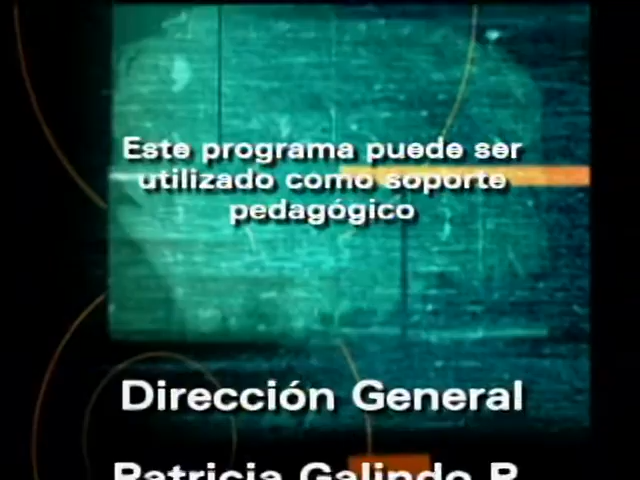 Este programa puede ser
utilizado como soporte
pedagógico
Dirección General
Patricia Galindo R